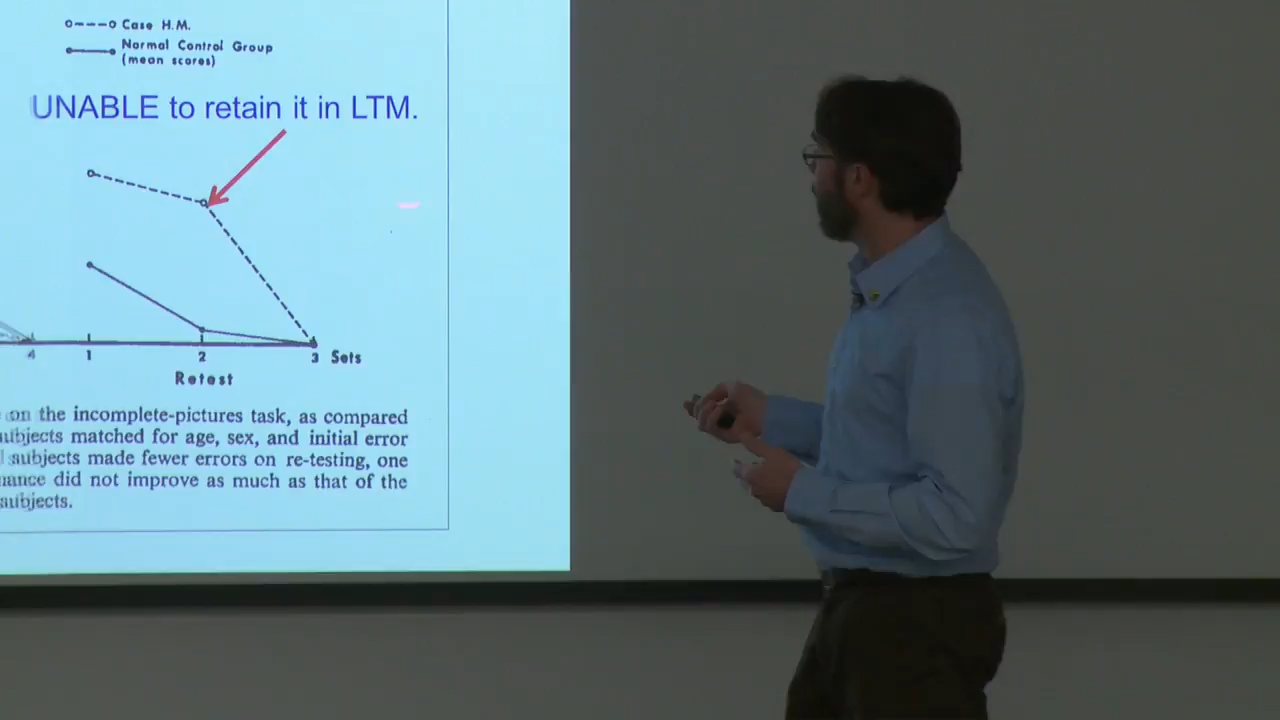 Case H.M.
Normal Control Group
(mean scores)
UNABLE to retain it in LTM.
4 1 2 3 Sets
Retest
on the incomplete-pictures task, as compared
subjects matched for age, sex, and initial error
subjects made fewer errors on re-testing, one
mance did not improve as much as that of the
subjects.